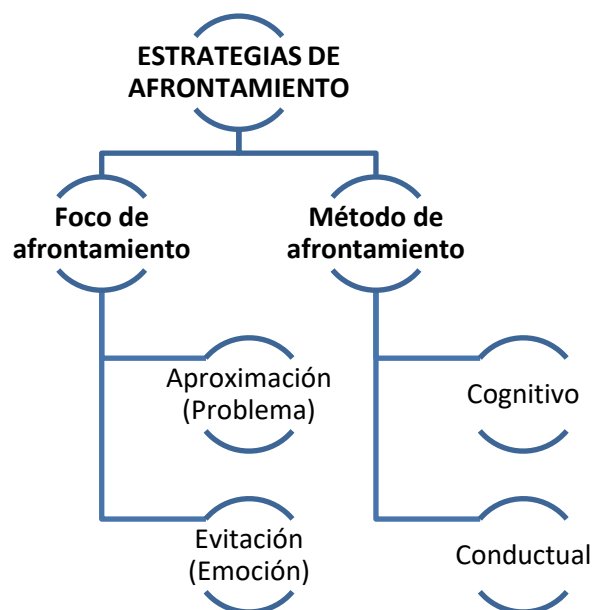 ESTRATEGIAS DE
AFRONTAMIENTO
Foco de
afrontamiento
Método de
afrontamiento
Aproximación
(Problema)
Cognitivo
Evitación
(Emoción)
Conductual